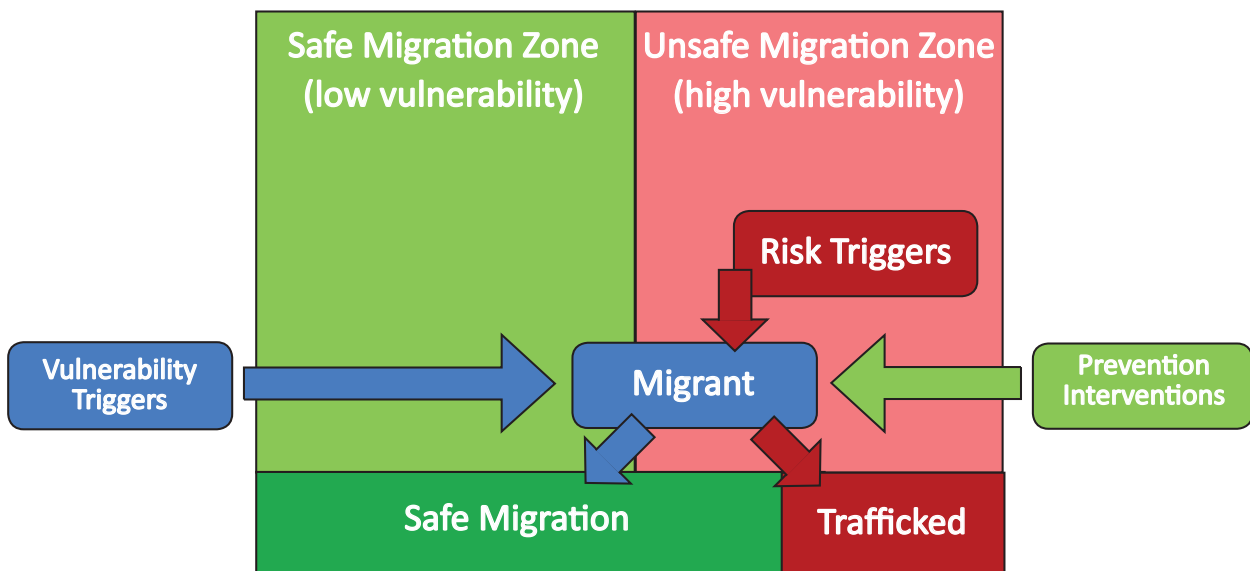 Safe Migration Zone
(low vulnerability)
Unsafe Migration Zone
(high vulnerability)
Risk Triggers
Vulnerability
Triggers
Migrant
Prevention
Interventions
Safe Migration
Trafficked